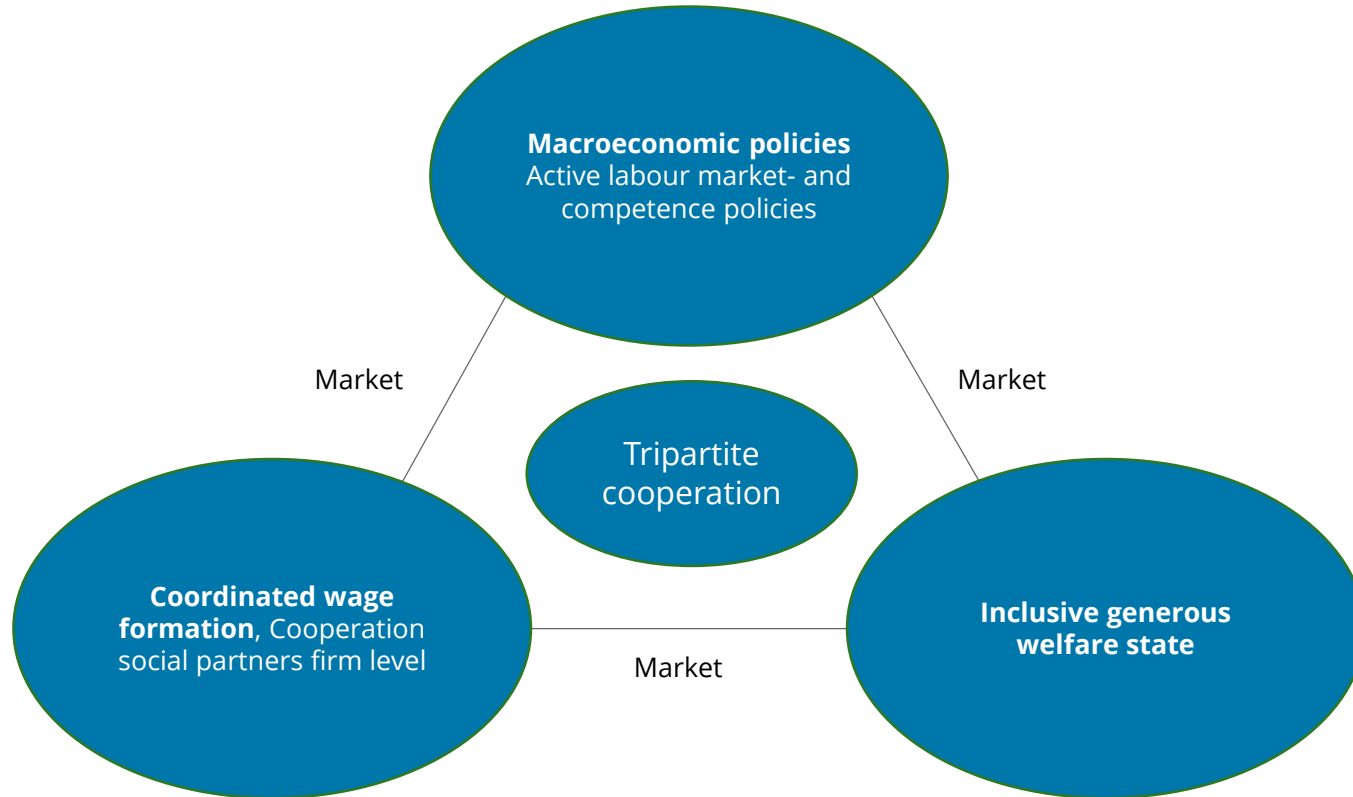 Macroeconomic policies
Active labour market- and
competence policies
Market
Market
Tripartite
cooperation
Coordinated wage
formation, Cooperation
social partners firm level
Inclusive generous
welfare state
Market